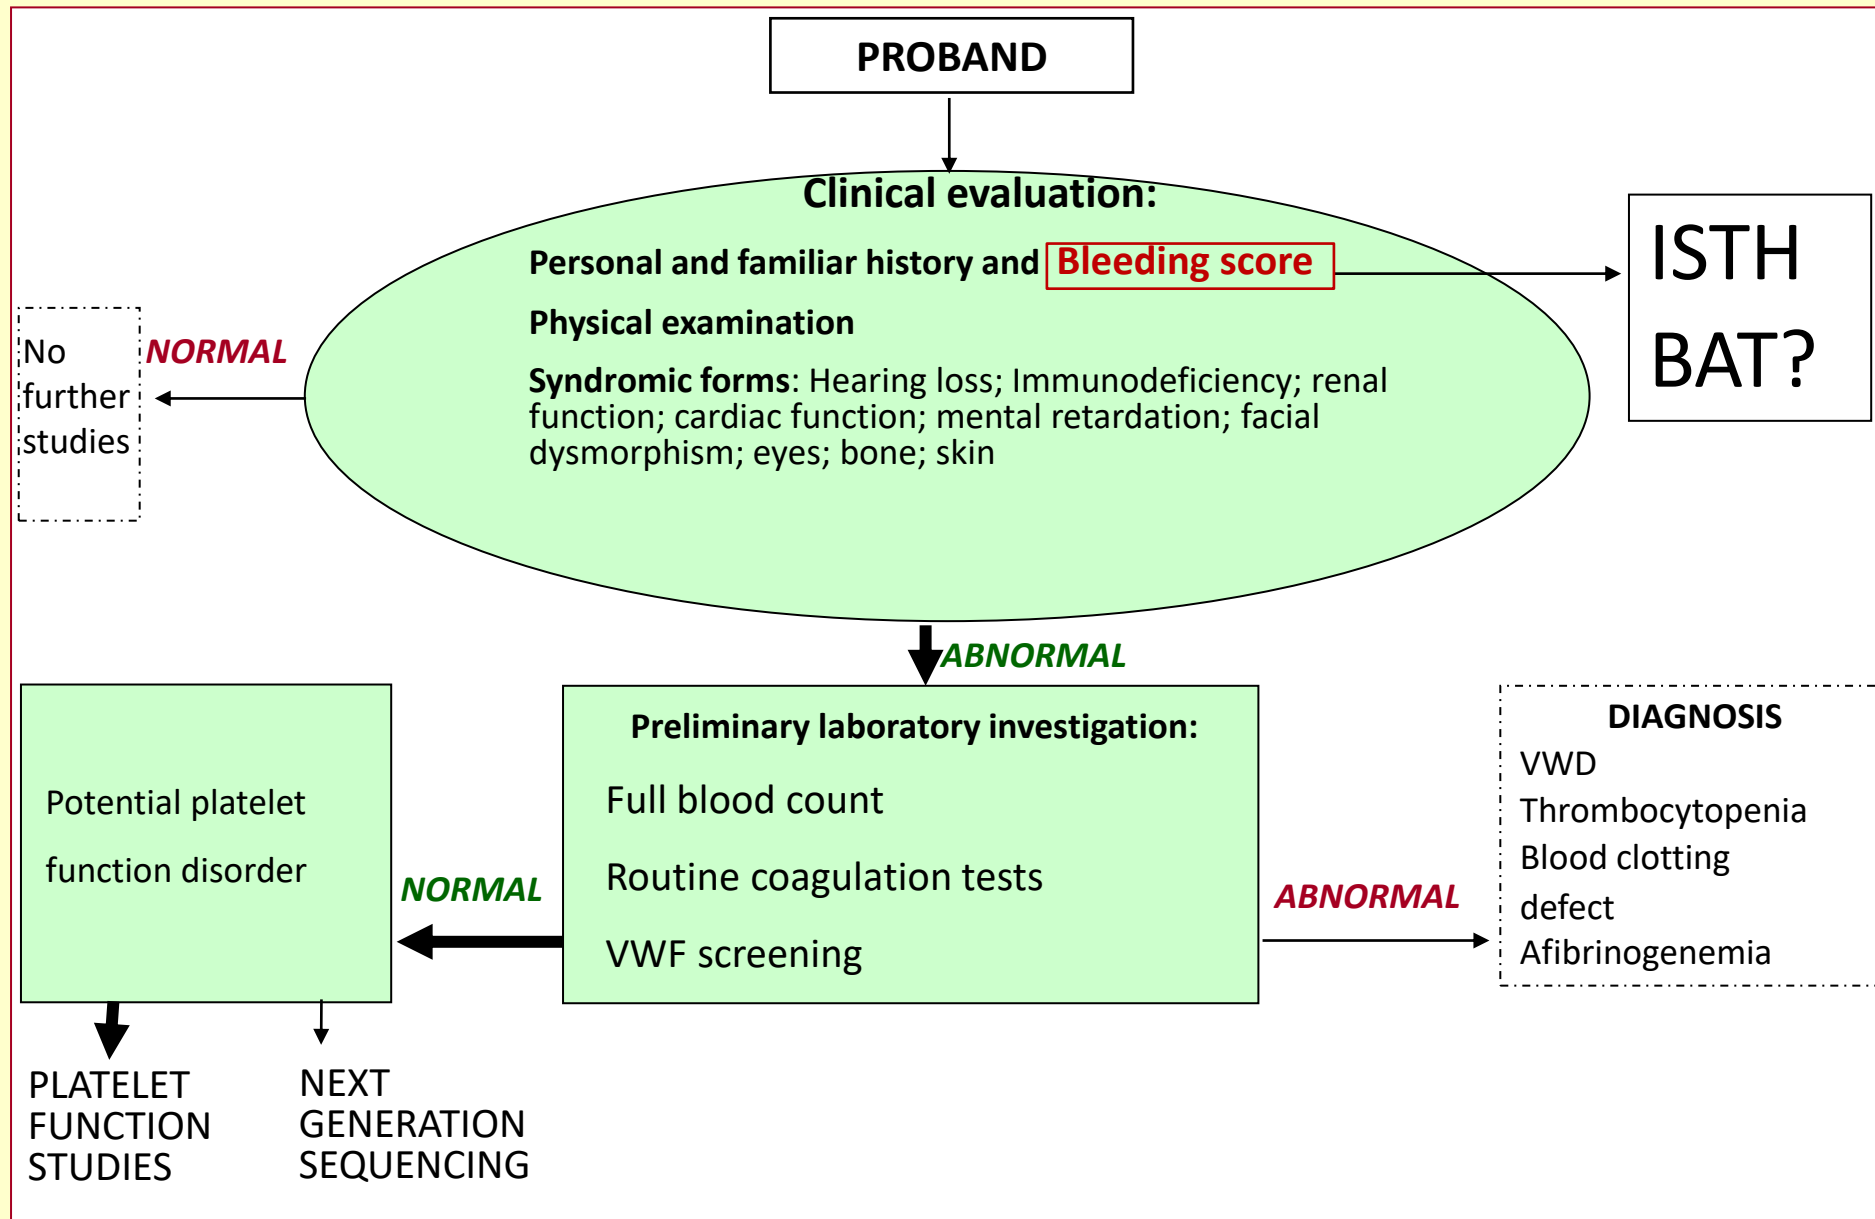 PROBAND
Clinical evaluation:
Personal and familiar history and Bleeding score
Physical examination
Syndromic forms: Hearing loss; Immunodeficiency; renal
function; cardiac function; mental retardation; facial
dysmorphism; eyes; bone; skin
ISTH
BAT?
NORMAL
No
further
studies
ABNORMAL
Preliminary laboratory investigation:
Full blood count
Routine coagulation tests
VWF screening
NORMAL
Potential platelet
function disorder
ABNORMAL
DIAGNOSIS
VWD
Thrombocytopenia
Blood clotting
defect
Afibrinogenemia
PLATELET
FUNCTION
STUDIES
NEXT
GENERATION
SEQUENCING